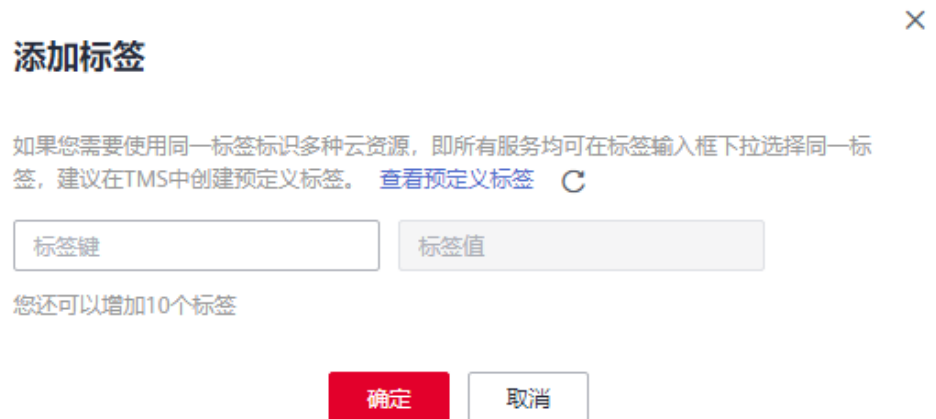 添加标签
如果您需要使用同一标签标识多种云资源，即所有服务均可在标签输入框下拉选择同一标
签，建议在TMS中创建预定义标签。 查看预定义标签
标签键 标签值
您还可以增加10个标签
确定 取消